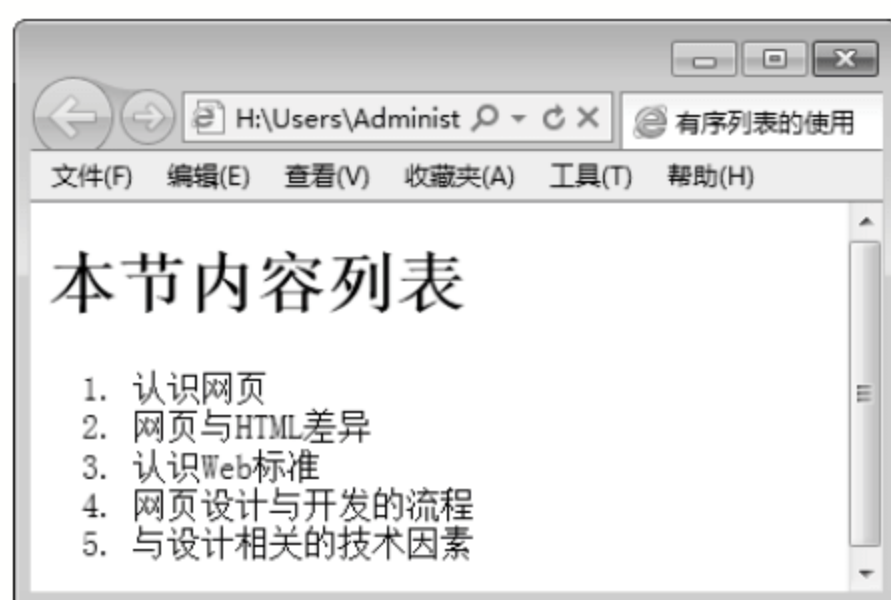 H:\Users\Administ
有序列表的使用
文件(F) 编辑(E) 查看(V) 收藏夹(A) 工具(T) 帮助(H)
本节内容列表
1. 认识网页
2. 网页与HTML差异
3. 认识Web标准
4. 网页设计与开发的流程
5. 与设计相关的技术因素